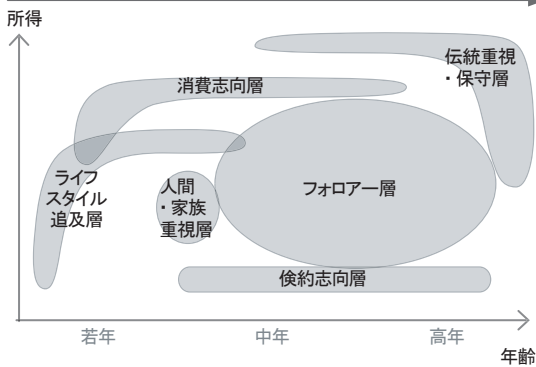 所得
伝統重視
・保守層
消費志向層
ライフ
スタイル
追及層
人間
・家族
重視層
フォロアー層
倹約志向層
若年
中年
高年
年齢